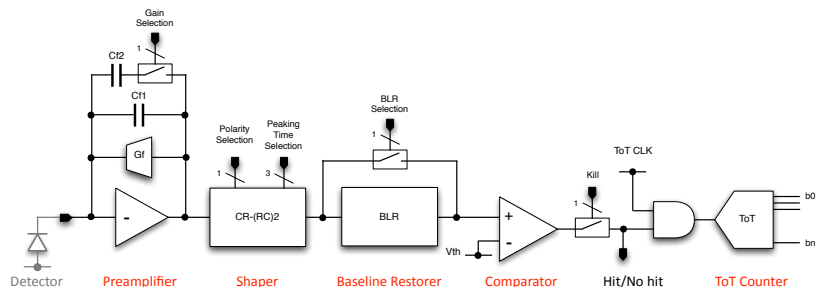 Gain
Selection
1
Cf2
Cf1
Gf
-
Polarity
Selection
1
Peaking
Time
Selection
3
CR-(RC)2
BLR
Selection
1
BLR
+
-
Vth
Kill
1
ToT CLK
ToT
b0
bn
Detector
Preamplifier
Shaper
Baseline Restorer
Comparator
Hit/No hit
ToT Counter